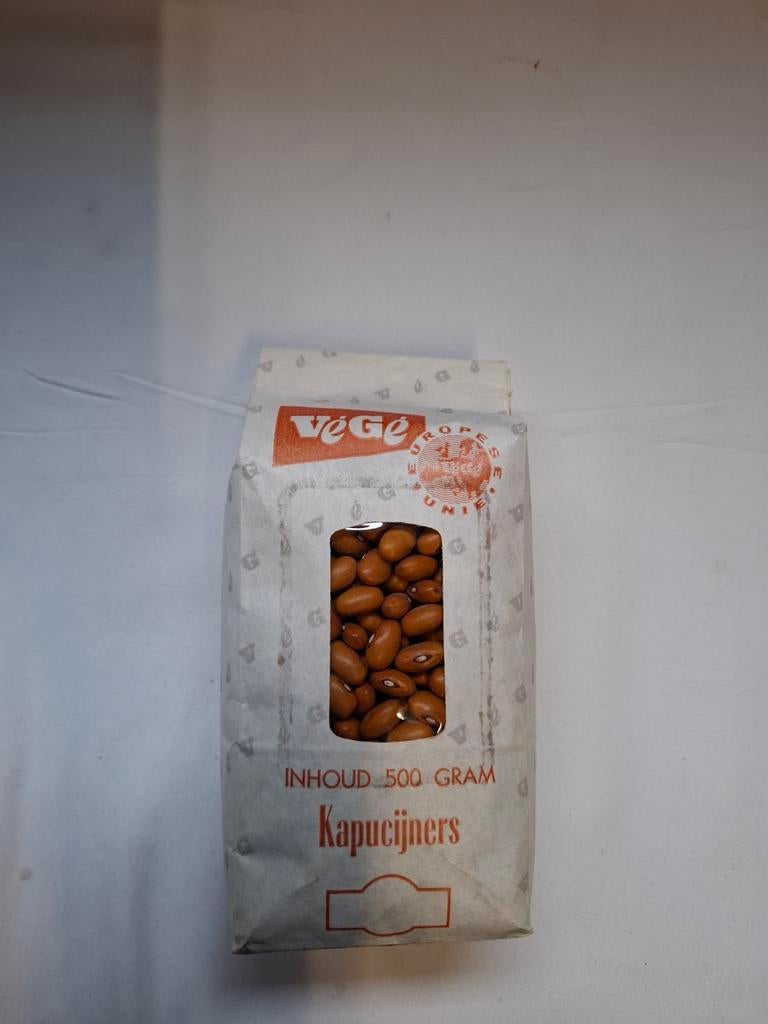 VéGé
EUROPESE
UNIE
INHOUD 500 GRAM
Kapucijners